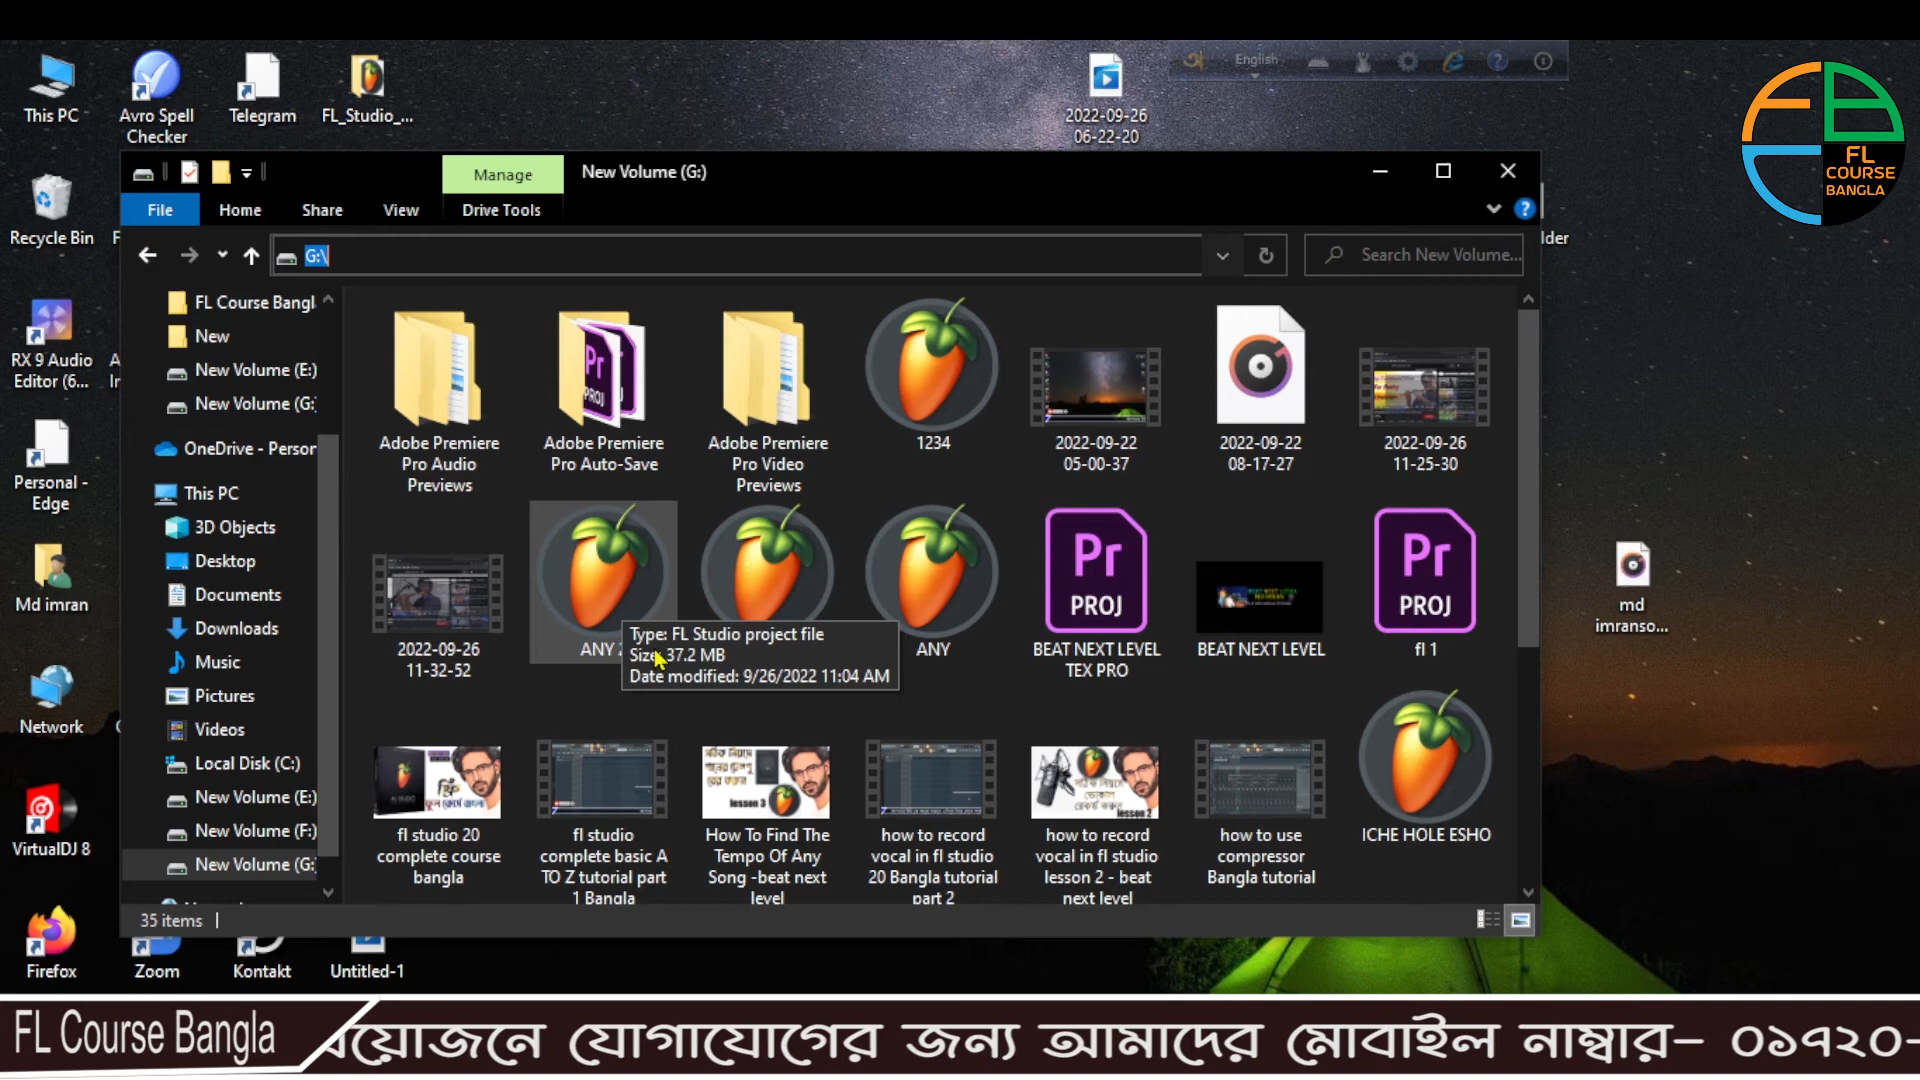 This PC
Avro Spell
Checker
Telegram
FL_Studio_...
2022-09-26
06-22-20
English
FL
COURSE
BANGLA
Manage
New Volume (G:)
File
Home
Share
View
Drive Tools
Recycle Bin
F
lder
G:\
Search New Volume...
FL Course Bangl
New
New Volume (E:)
New Volume (G:
OneDrive - Person
This PC
3D Objects
Desktop
Documents
Downloads
Music
Pictures
Videos
Local Disk (C:)
New Volume (E:)
New Volume (F:)
New Volume (G:
RX 9 Audio
Editor (6...
Personal -
Edge
Md imran
Network
VirtualDJ 8
Adobe Premiere
Pro Audio
Previews
Adobe Premiere
Pro Auto-Save
Adobe Premiere
Pro Video
Previews
1234
2022-09-22
05-00-37
2022-09-22
08-17-27
2022-09-26
11-25-30
2022-09-26
11-32-52
ANY
Type: FL Studio project file
Size: 37.2 MB
Date modified: 9/26/2022 11:04 AM
ANY
Pr
PROJ
BEAT NEXT LEVEL
TEX PRO
BEAT NEXT LEVEL
Pr
PROJ
fl 1
md
imranso...
fl studio 20
complete course
bangla
fl studio
complete basic A
TO Z tutorial part
1 Bangla
lesson 3
How To Find The
Tempo Of Any
Song -beat next
level
how to record
vocal in fl studio
20 Bangla tutorial
part 2
lesson 2
how to record
vocal in fl studio
lesson 2 - beat
next level
how to use
compressor
Bangla tutorial
ICHE HOLE ESHO
35 items
Firefox
Zoom
Kontakt
Untitled-1
FL Course Bangla
য়োজনে যোগাযোগের জন্য আমাদের মোবাইল নাম্বার– ০১৭২০-